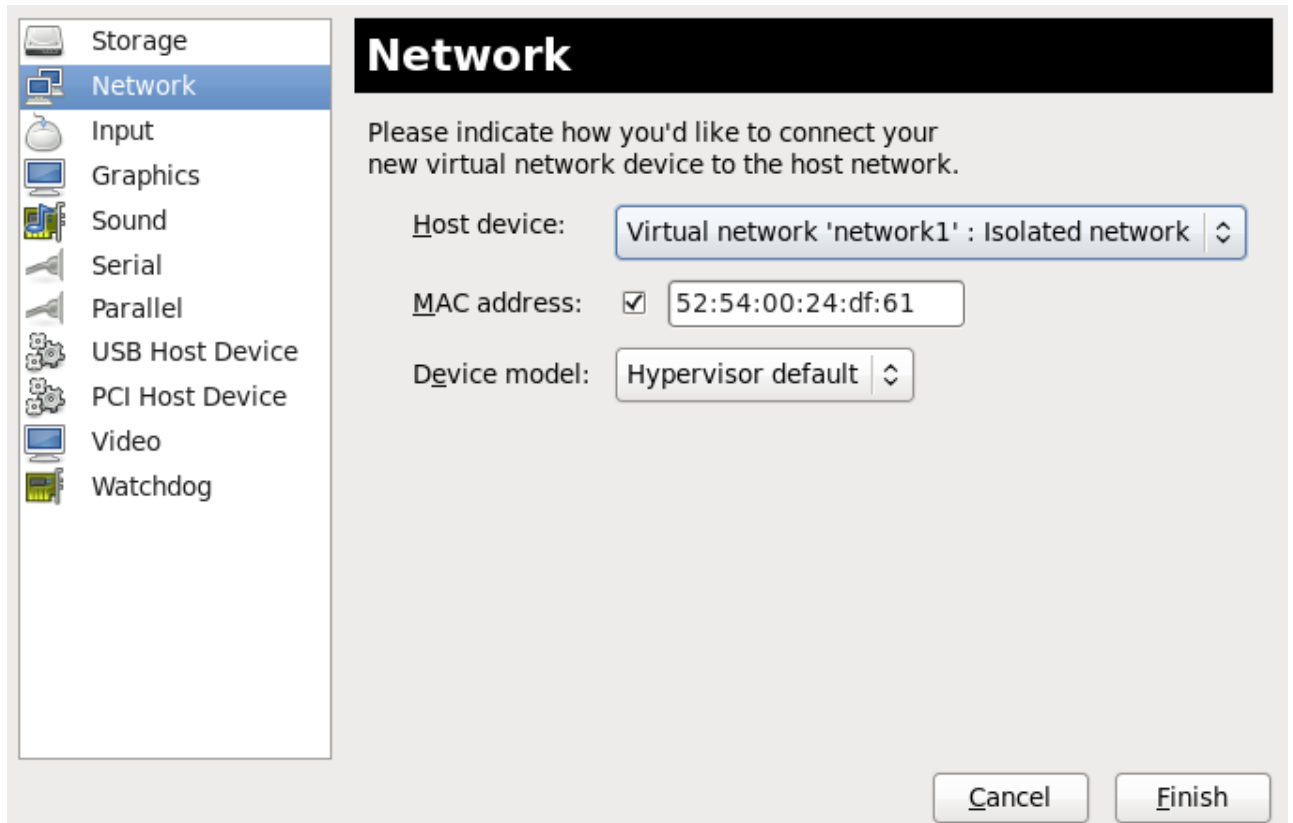 Storage
Network
Input
Graphics
Sound
Serial
Parallel
USB Host Device
PCI Host Device
Video
Watchdog
Network
Please indicate how you'd like to connect your
new virtual network device to the host network.
Host device: Virtual network 'network1' : Isolated network
MAC address: 52:54:00:24:df:61
Device model: Hypervisor default
Cancel Finish